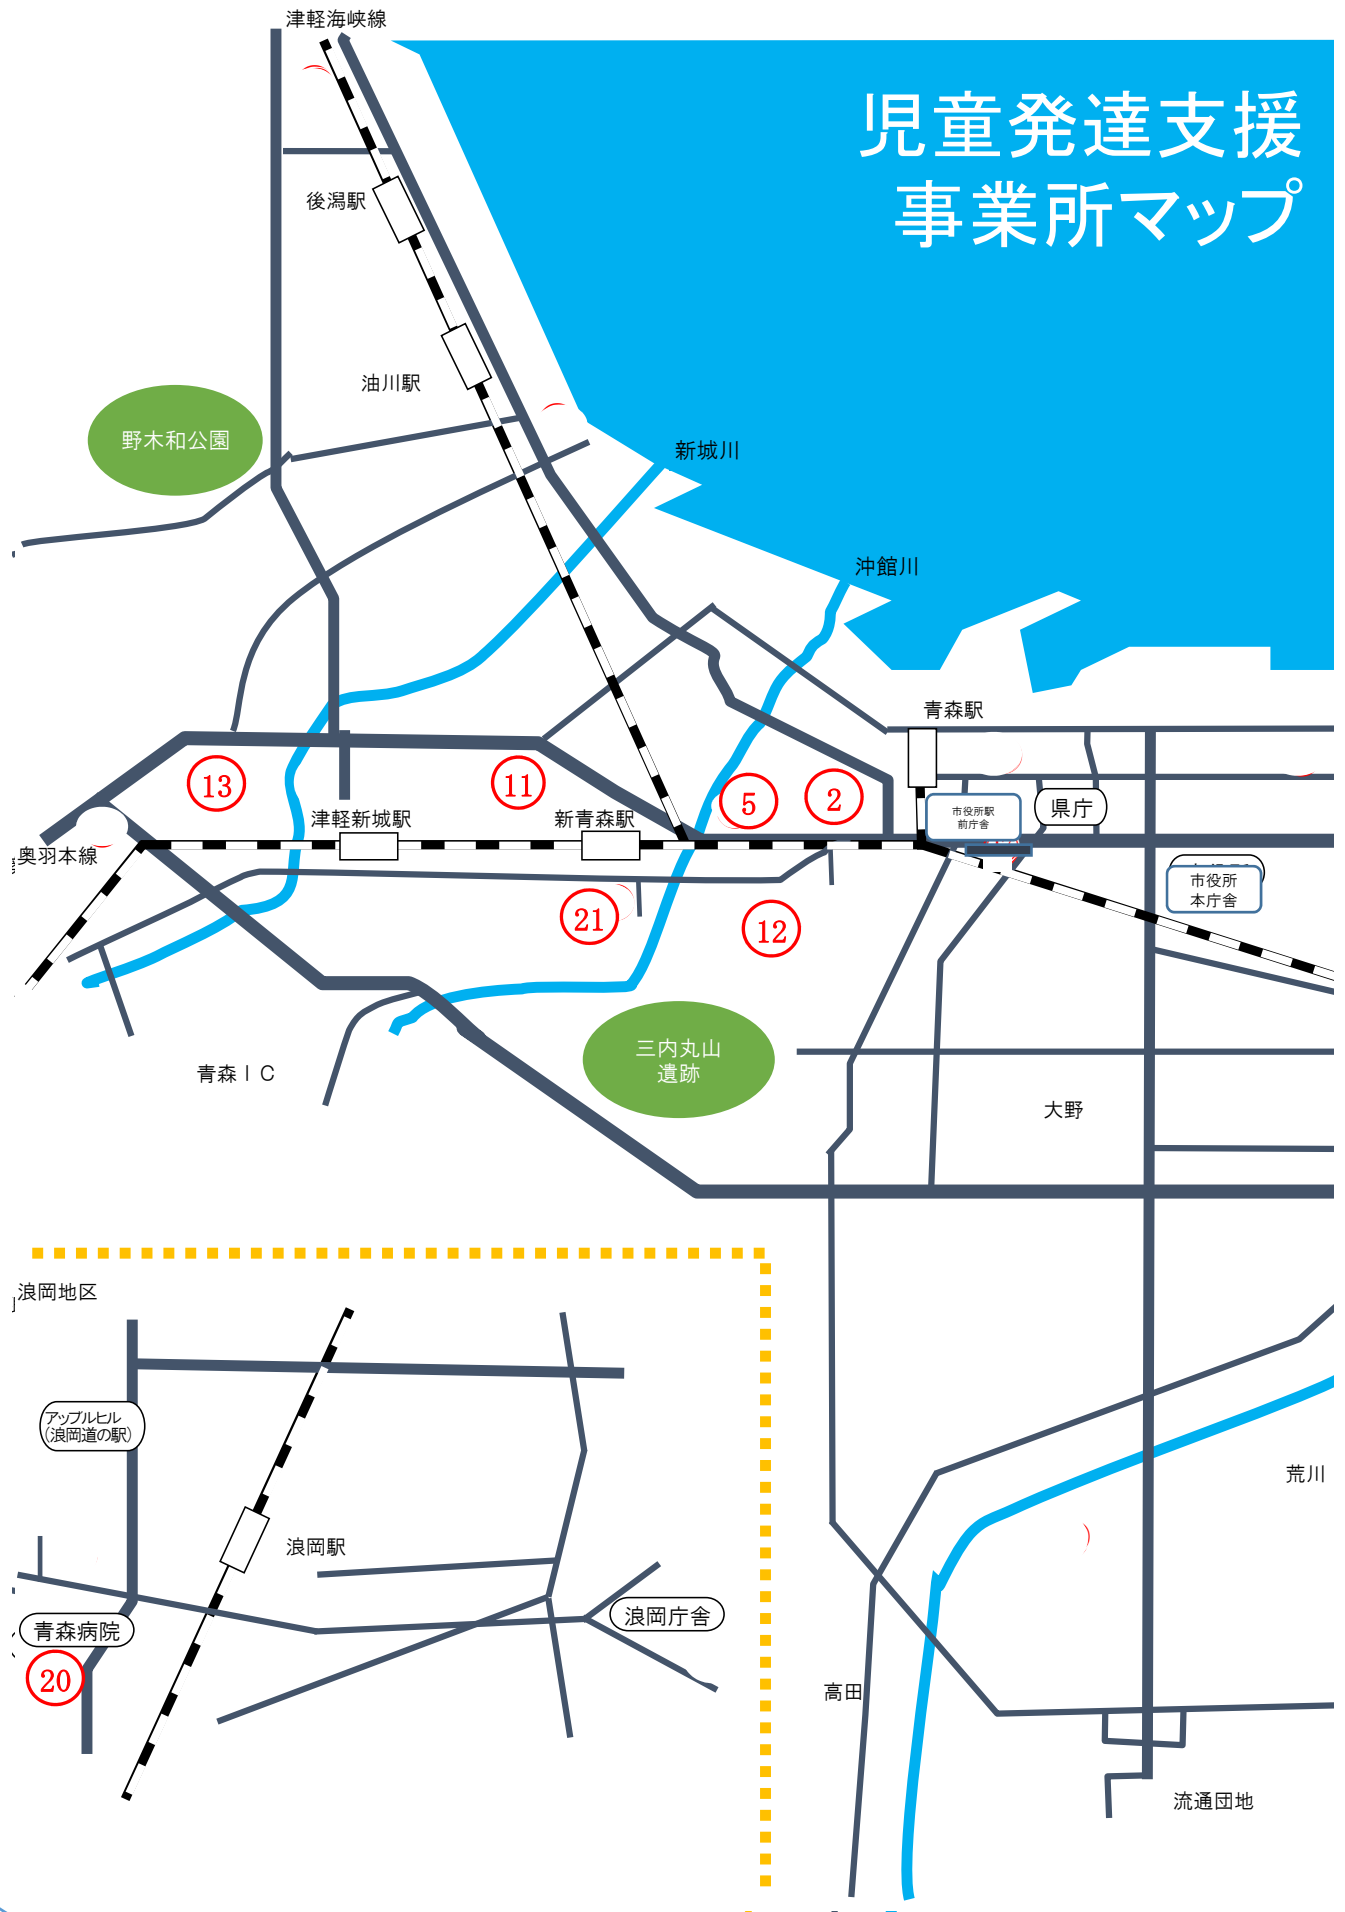 津軽海峡線
児童発達支援
事業所マップ
後潟駅
油川駅
野木和公園
新城川
沖館川
青森駅
13
11
5
2
市役所駅
前庁舎
県庁
津軽新城駅
新青森駅
奥羽本線
市役所
本庁舎
21
12
三内丸山
遺跡
青森ＩＣ
大野
浪岡地区
アップルヒル
(浪岡道の駅)
荒川
浪岡駅
青森病院
浪岡庁舎
20
高田
流通団地